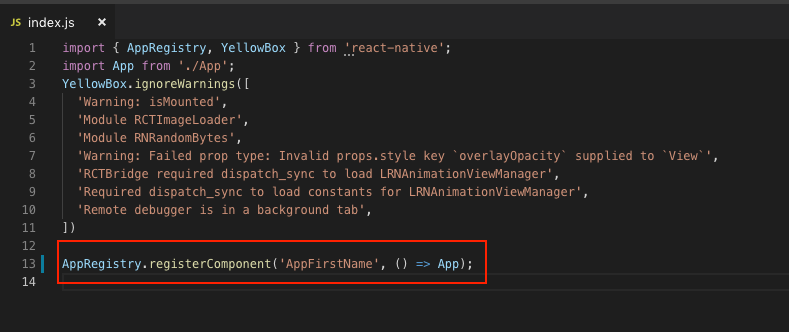 JS index.js ×
1 import { AppRegistry, YellowBox } from 'react-native';
2 import App from './App';
3 YellowBox.ignoreWarnings([
4 'Warning: isMounted',
5 'Module RCTImageLoader',
6 'Module RNRandomBytes',
7 'Warning: Failed prop type: Invalid props.style key `overlayOpacity` supplied to `View`',
8 'RCTBridge required dispatch_sync to load LRNAnimationViewManager',
9 'Required dispatch_sync to load constants for LRNAnimationViewManager',
10 'Remote debugger is in a background tab',
11 ])
12
13 AppRegistry.registerComponent('AppFirstName', () => App);
14